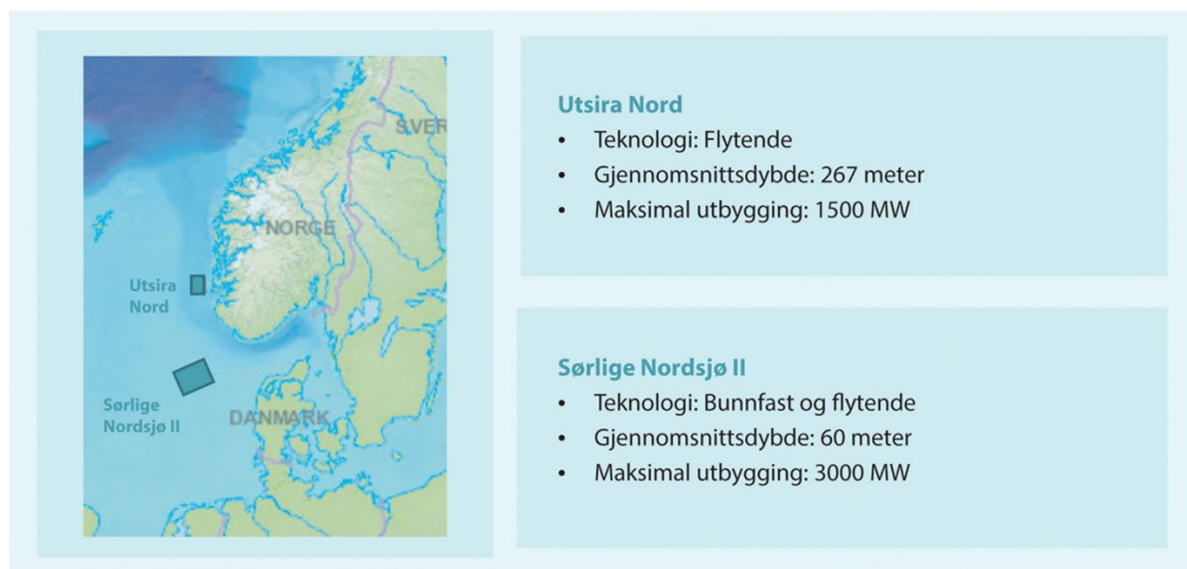 SVER
NORGE
Utsira
Nord
Sørlige
Nordsjø II
DANMARK
Utsira Nord
• Teknologi: Flytende
• Gjennomsnittsdybde: 267 meter
• Maksimal utbygging: 1500 MW
Sørlige Nordsjø II
• Teknologi: Bunnfast og flytende
• Gjennomsnittsdybde: 60 meter
• Maksimal utbygging: 3000 MW